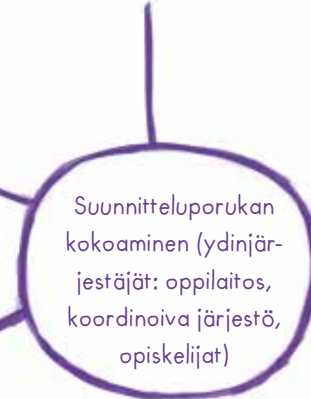 Suunnitteluporukan
kokoaminen (ydinjär-
jestäjät: oppilaitos,
koordinoiva järjestö,
opiskelijat)